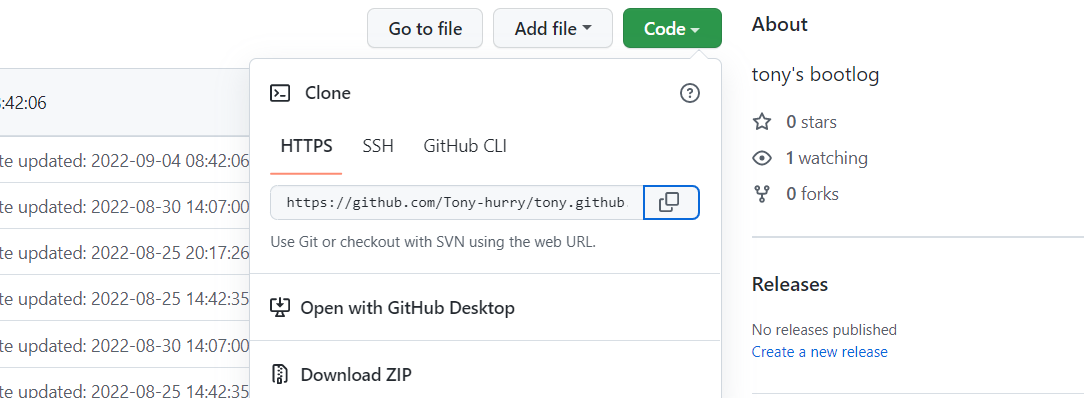 Go to file
Add file
Code
:42:06
te updated: 2022-09-04 08:42:06
te updated: 2022-08-30 14:07:00
te updated: 2022-08-25 20:17:26
te updated: 2022-08-25 14:42:35
te updated: 2022-08-30 14:07:00
te updated: 2022-08-25 14:42:35
Clone
HTTPS SSH GitHub CLI
https://github.com/Tony-hurry/tony.github.
Use Git or checkout with SVN using the web URL.
Open with GitHub Desktop
Download ZIP
About
tony's bootlog
0 stars
1 watching
0 forks
Releases
No releases published
Create a new release